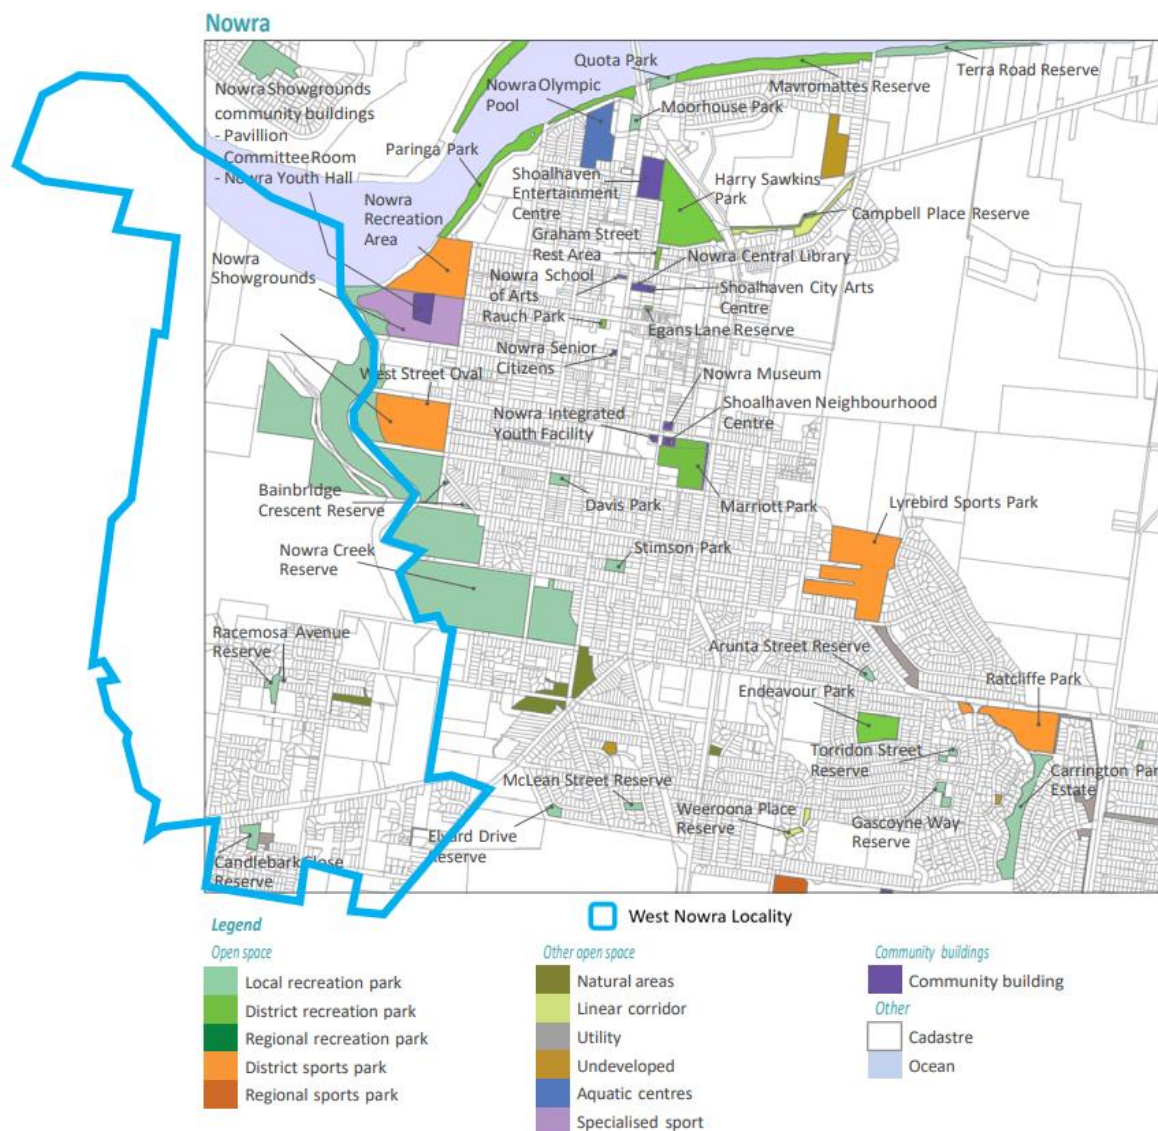 Nowra
Quota Park
Terra Road Reserve
Nowra Showgrounds
community buildings
- Pavillion
- Committee Room
- Nowra Youth Hall
Nowra Olympic
Pool
Mavromattes Reserve
Moorhouse Park
Paringa Park
Shoalhaven
Entertainment
Centre
Harry Sawkins
Park
Nowra
Recreation
Area
Campbell Place Reserve
Graham Street
Rest Area
Nowra Central Library
Nowra
Showgrounds
Nowra School
of Arts
Shoalhaven City Arts
Centre
Rauch Park
Egans Lane Reserve
Nowra Senior
Citizens
West Street Oval
Nowra Museum
Nowra Integrated
Youth Facility
Shoalhaven Neighbourhood
Centre
Bainbridge
Crescent Reserve
Davis Park
Marriott Park
Lyrebird Sports Park
Nowra Creek
Reserve
Stimson Park
Racemosa Avenue
Reserve
Arunta Street Reserve
Endeavour Park
Ratcliffe Park
Torridon Street
Reserve
McLean Street Reserve
Carrington Par
Estate
Weeroona Place
Reserve
Gascoyne Way
Reserve
Elyard Drive
Reserve
Candlebark Close
Reserve
Legend
West Nowra Locality
Open space
Local recreation park
District recreation park
Regional recreation park
District sports park
Regional sports park
Other open space
Natural areas
Linear corridor
Utility
Undeveloped
Aquatic centres
Specialised sport
Community buildings
Community building
Other
Cadastre
Ocean